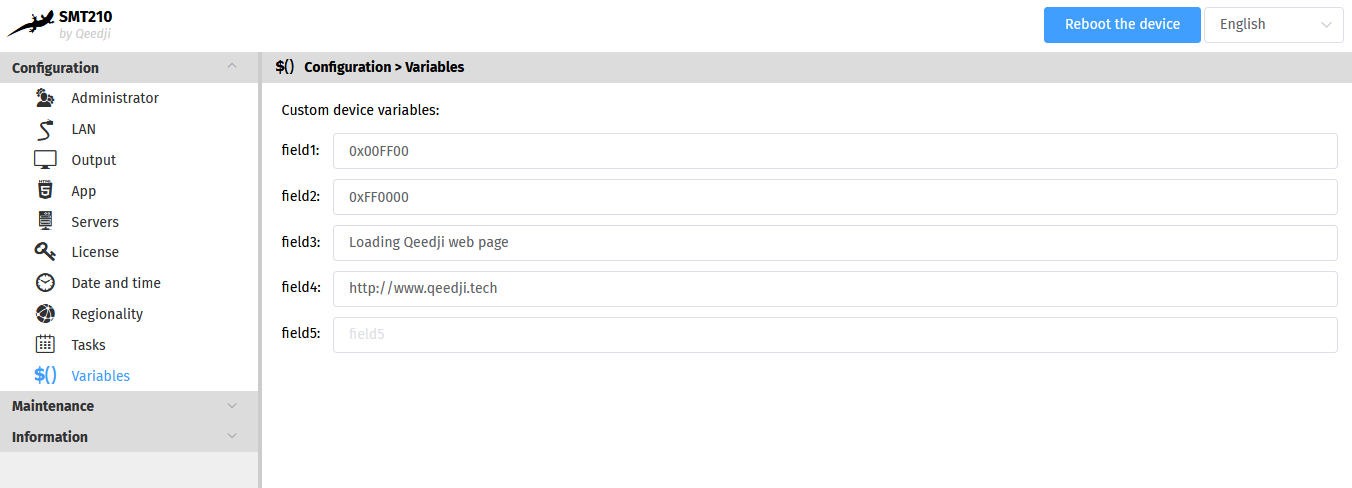 SMT210
by Qeedji
Reboot the device
English
Configuration
Administrator
LAN
Output
App
Servers
License
Date and time
Regionality
Tasks
$() Variables
Maintenance
Information
$() Configuration > Variables
Custom device variables:
field1: 0x00FF00
field2: 0xFF0000
field3: Loading Qeedji web page
field4: http://www.qeedji.tech
field5: field5